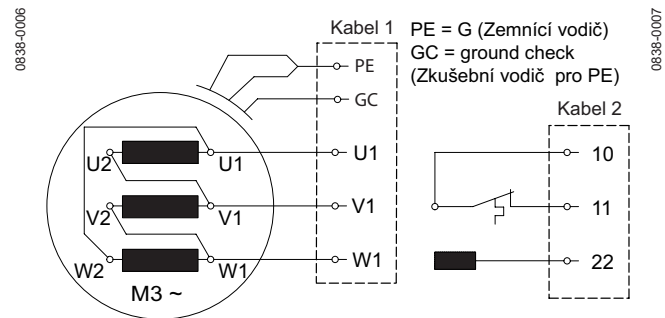 0838-0006
Kabel 1
PE = G (Zemnící vodič)
GC = ground check
(Zkušební vodič pro PE)
0838-0007
PE
GC
Kabel 2
U2
U1
U1
10
V2
V1
V1
11
W2
W1
W1
22
M3 ~